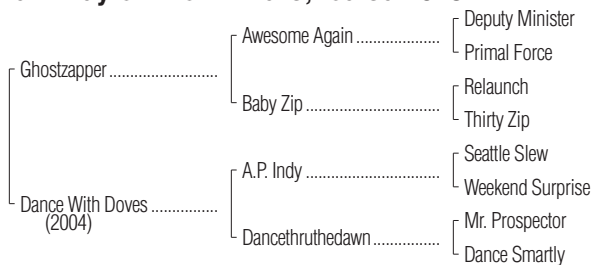 Deputy Minister
Awesome Again ........................
Primal Force
Ghostzapper ........................
Relaunch
Baby Zip ................................
Thirty Zip
Seattle Slew
A.P. Indy ................................
Weekend Surprise
Dance With Doves ...............
(2004)
Mr. Prospector
Dancethruthedawn ................
Dance Smartly